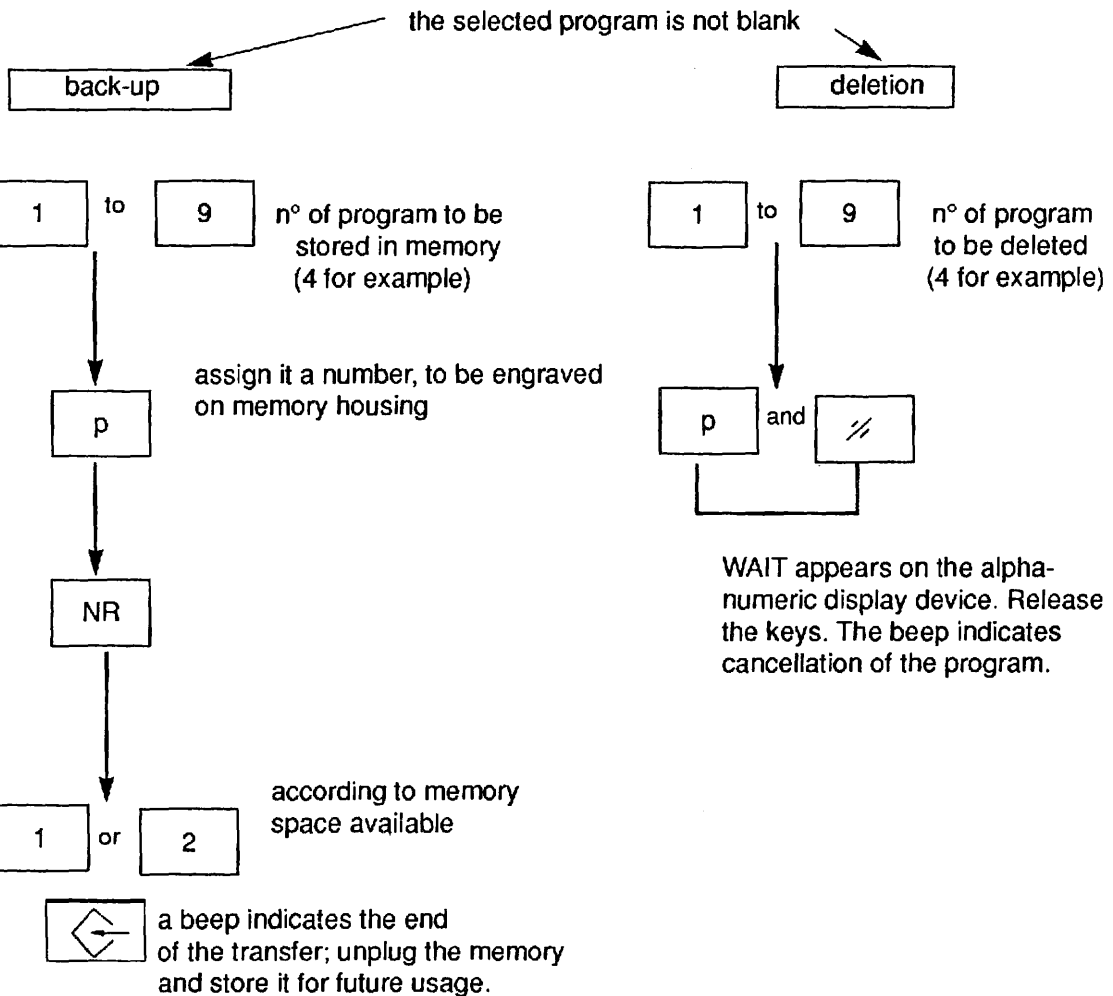 the selected program is not blank
back-up
deletion
1 to 9
n° of program to be
stored in memory
(4 for example)
1 to 9
n° of program
to be deleted
(4 for example)
p
assign it a number, to be engraved
on memory housing
p and
NR
WAIT appears on the alpha-
numeric display device. Release
the keys. The beep indicates
cancellation of the program.
1 or 2
according to memory
space available
a beep indicates the end
of the transfer; unplug the memory
and store it for future usage.